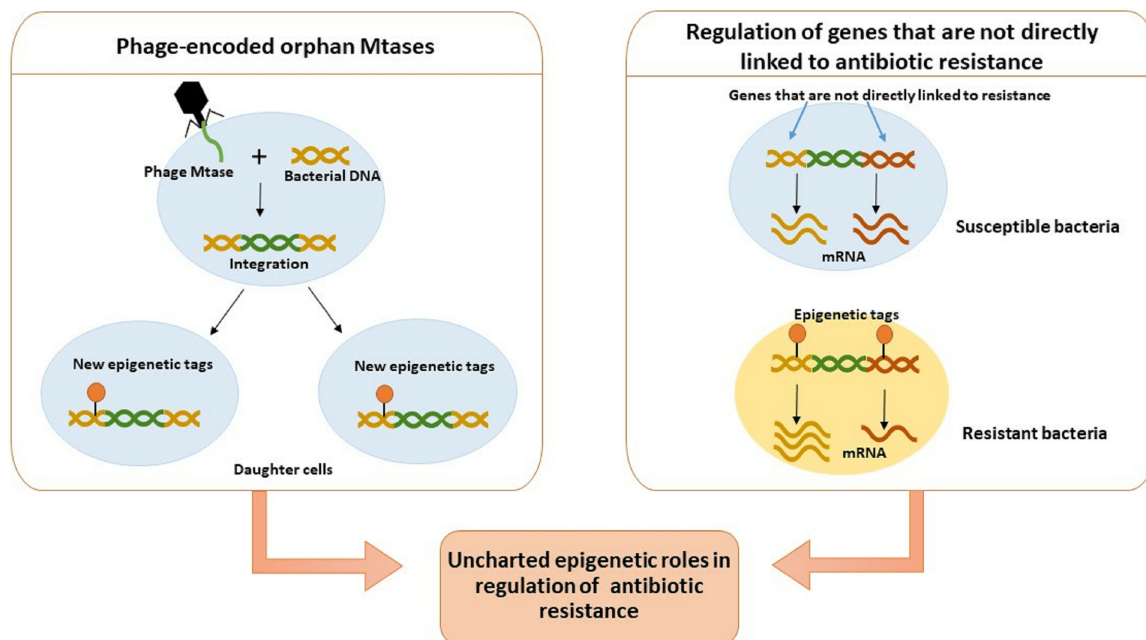 Phage-encoded orphan Mtases
Phage Mtase
+
Bacterial DNA
Integration
New epigenetic tags
New epigenetic tags
Daughter cells
Regulation of genes that are not directly
linked to antibiotic resistance
Genes that are not directly linked to resistance
mRNA
Susceptible bacteria
Epigenetic tags
mRNA
Resistant bacteria
Uncharted epigenetic roles in
regulation of antibiotic
resistance